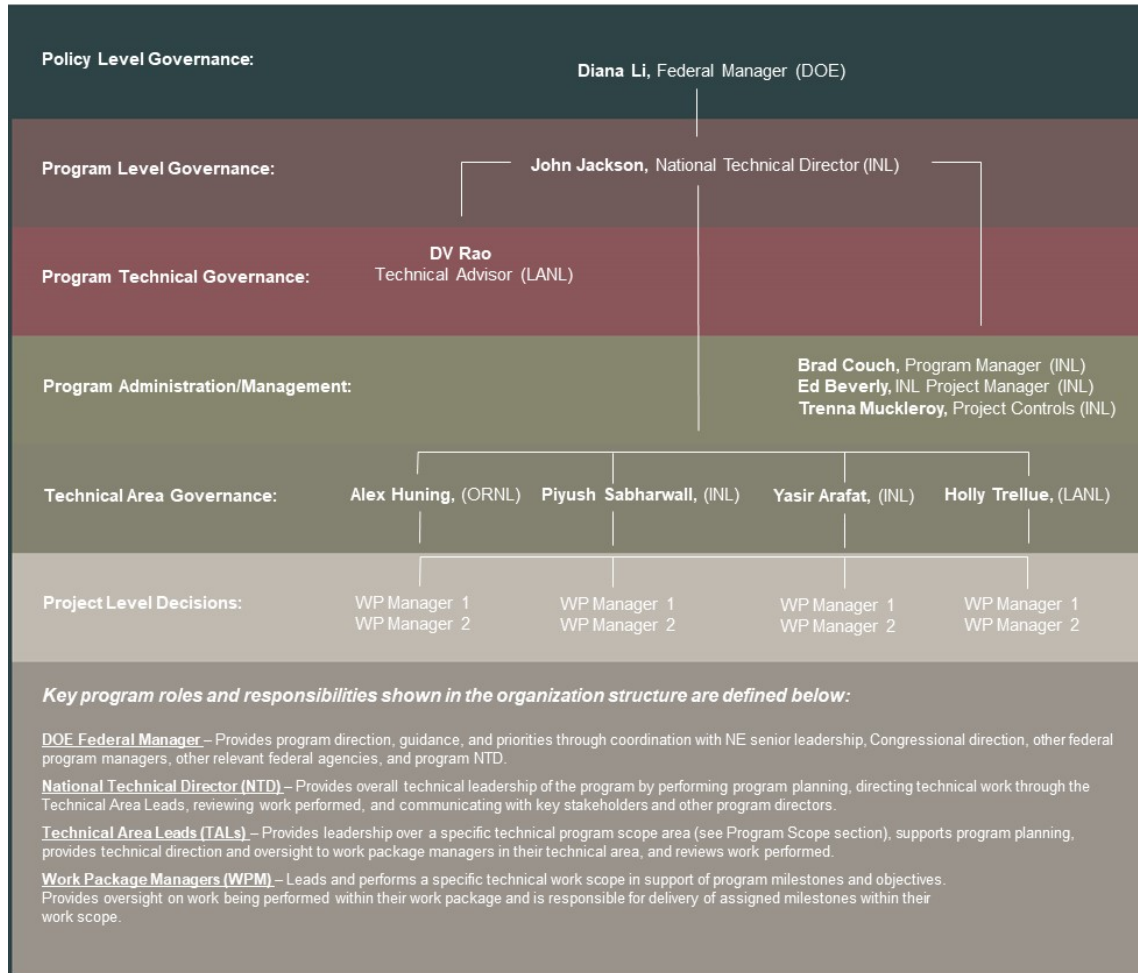 Policy Level Governance:
Diana Li, Federal Manager (DOE)
Program Level Governance:
John Jackson, National Technical Director (INL)
DV Rao
Technical Advisor (LANL)
Program Technical Governance:
Brad Couch, Program Manager (INL)
Program Administration/Management:
Ed Beverly, INL Project Manager (INL)
Trenna Muckleroy, Project Controls (INL)
Technical Area Governance:
Alex Huning, (ORNL)
Piyush Sabharwall, (INL)
Yasir Arafat, (INL)
Holly Trellue, (LANL)
Project Level Decisions:
WP Manager 1
WP Manager 2
WP Manager 1
WP Manager 2
WP Manager 1
WP Manager 2
WP Manager 1
WP Manager 2
Key program roles and responsibilities shown in the organization structure are defined below:
DOE Federal Manager – Provides program direction, guidance, and priorities through coordination with NE senior leadership, Congressional direction, other federal
program managers, other relevant federal agencies, and program NTD.
National Technical Director (NTD) – Provides overall technical leadership of the program by performing program planning, directing technical work through the
Technical Area Leads, reviewing work performed, and communicating with key stakeholders and other program directors.
Technical Area Leads (TALs) – Provides leadership over a specific technical program scope area (see Program Scope section), supports program planning,
provides technical direction and oversight to work package managers in their technical area, and reviews work performed.
Work Package Managers (WPM) – Leads and performs a specific technical work scope in support of program milestones and objectives.
Provides oversight on work being performed within their work package and is responsible for delivery of assigned milestones within their
work scope.